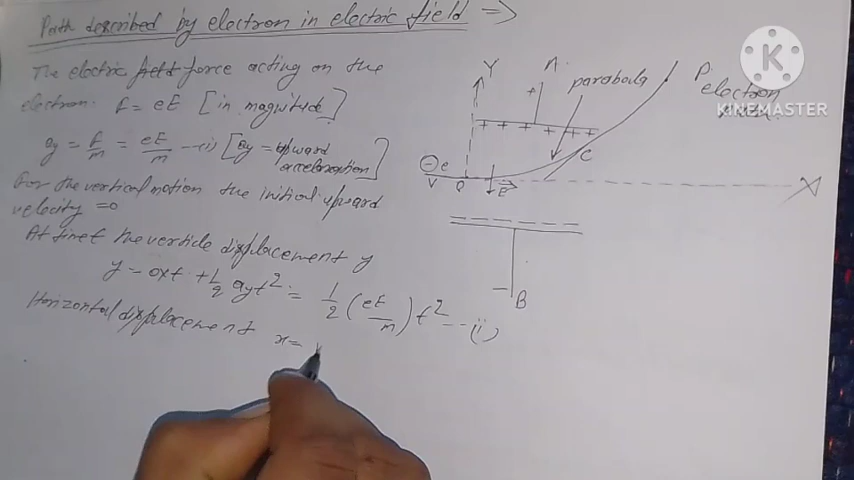 Path described by electron in electric field ⇒
The electric field force acting on the
electron. F = eE [in magnitude]
ay = F/m = eE/m --(i) [ay = upward acceleration]
For the vertical motion the initial upward
velocity = 0
At time t the verticle displacement y
y = 0xt + 1/2 ayt² = 1/2 (eE/m) t² --(i)
Horizontal displacement x =
Y
A
+
parabola
P
electron
+ + + + + +
C
e
V
O
E
X
-
B
K
KINEMASTER